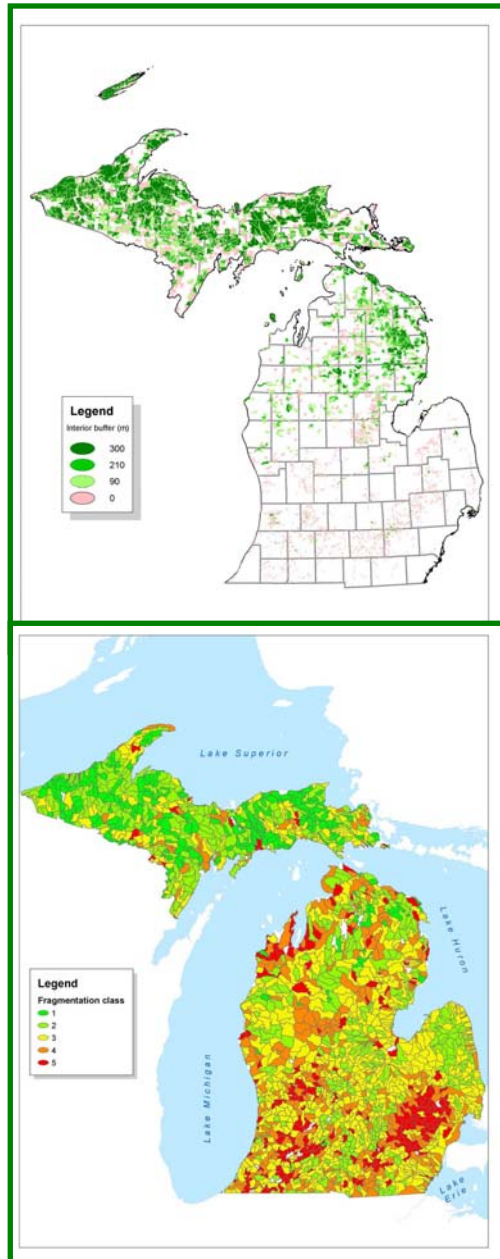 Legend
Interior buffer (m)
300
210
90
0
Lake Superior
Lake Huron
Legend
Fragmentation class
1
2
3
4
5
Lake Michigan
Lake
Erie